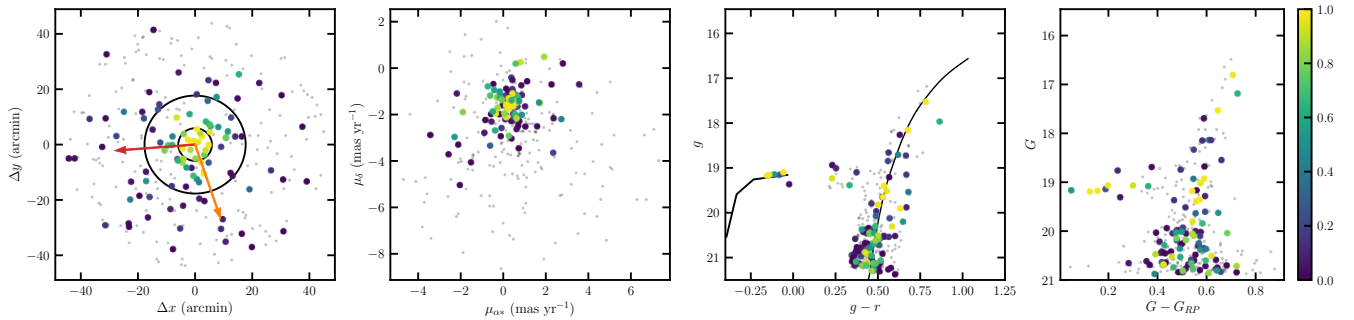 40
20
0
−20
−40
Δy (arcmin)
−40 −20 0 20 40
Δx (arcmin)
2
0
−2
−4
−6
−8
μδ (mas yr−1)
−4 −2 0 2 4 6
μα∗ (mas yr−1)
16
17
18
19
20
21
g
−0.25 0.00 0.25 0.50 0.75 1.00
g − r
16
17
18
19
20
21
G
0.2 0.4 0.6 0.8
G − GRP
1.0
0.8
0.6
0.4
0.2
0.0